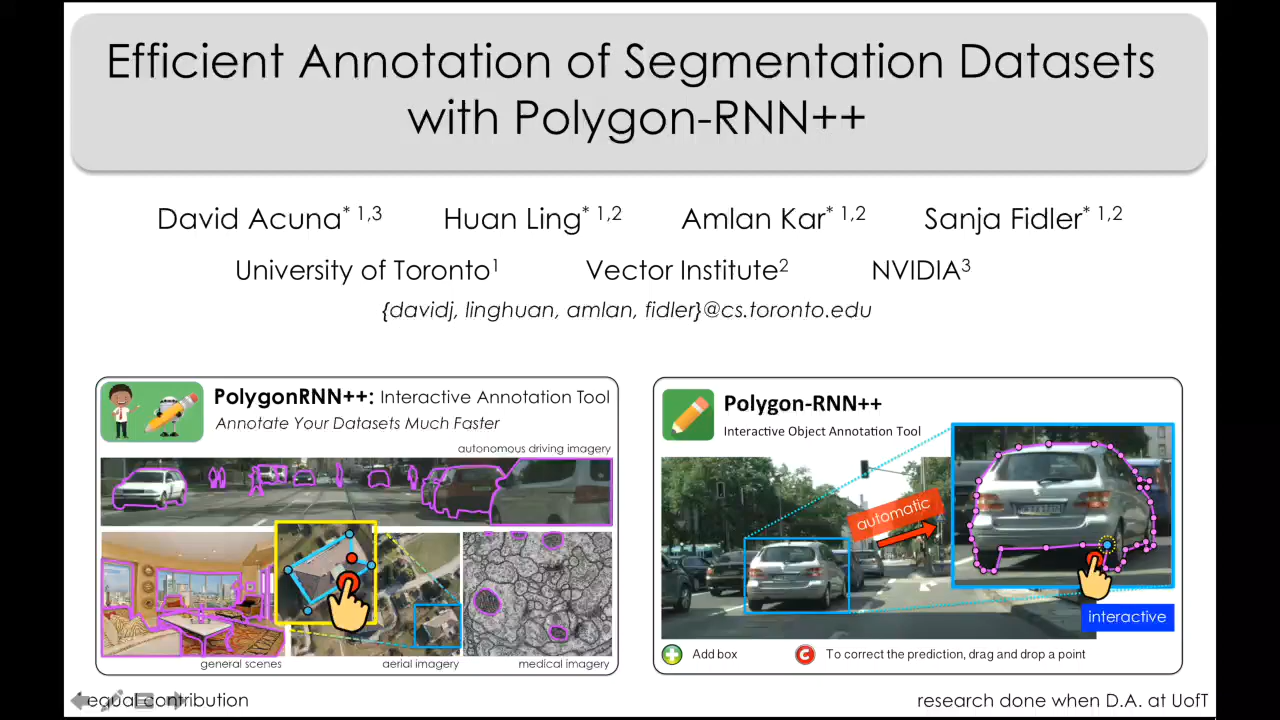 Efficient Annotation of Segmentation Datasets
with Polygon-RNN++
David Acuna* 1,3 Huan Ling* 1,2 Amlan Kar* 1,2 Sanja Fidler* 1,2
University of Toronto1 Vector Institute2 NVIDIA3
{davidj, linghuan, amlan, fidler}@cs.toronto.edu
PolygonRNN++: Interactive Annotation Tool
Annotate Your Datasets Much Faster
autonomous driving imagery
general scenes
aerial imagery
medical imagery
Polygon-RNN++
Interactive Object Annotation Tool
automatic
interactive
Add box
C
To correct the prediction, drag and drop a point
equal contribution
research done when D.A. at UofT